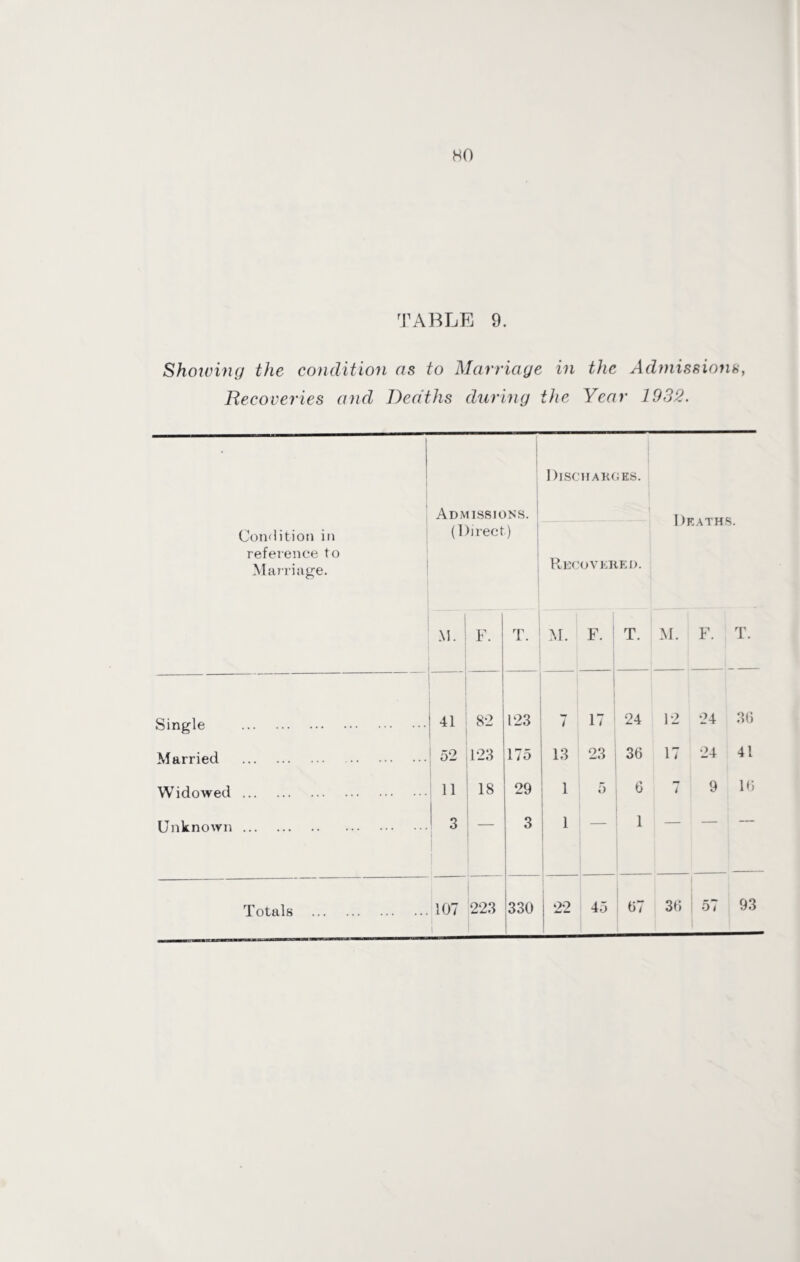 80
TABLE 9.
Showing the condition as to Marriage in the Admissions,
Recoveries and Deaths during the Year 1932.
Condition in reference to Marriage. | Admissions. (Direct) | Discharges. Recovered. | Deaths.
M. F. T. M. F. T. M. F. T.
Single ... ... ... ... ... ... 41 82 123 7 17 24 12 24 36
Married ... ... ... .. ... ... 52 123 175 13 23 36 17 24 41
Widowed ... ... ... ... ... ... 11 18 29 1 5 6 7 9 16
Unknown ... ... .. ... ... ... 3 — 3 1 — 1 — — —
Totals ... ... ... ... 107 223 330 22 45 67 36 57 93